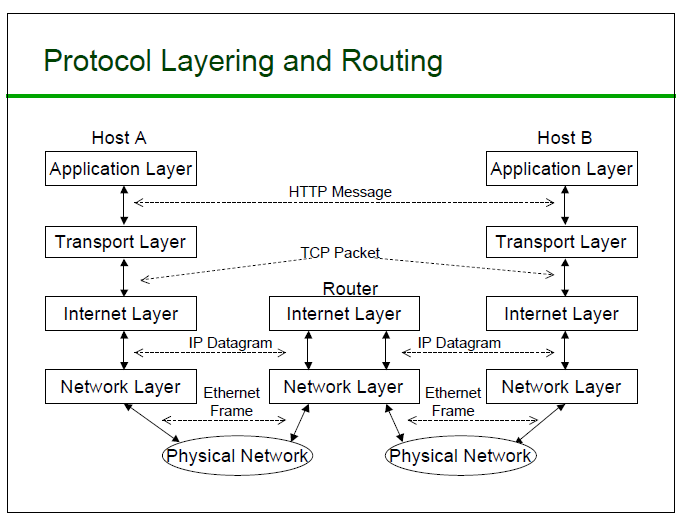 Protocol Layering and Routing
Host A
Host B
Application Layer
Application Layer
HTTP Message
Transport Layer
Transport Layer
TCP Packet
Router
Internet Layer
Internet Layer
Internet Layer
IP Datagram
IP Datagram
Network Layer
Ethernet
Frame
Network Layer
Ethernet
Frame
Network Layer
Physical Network
Physical Network